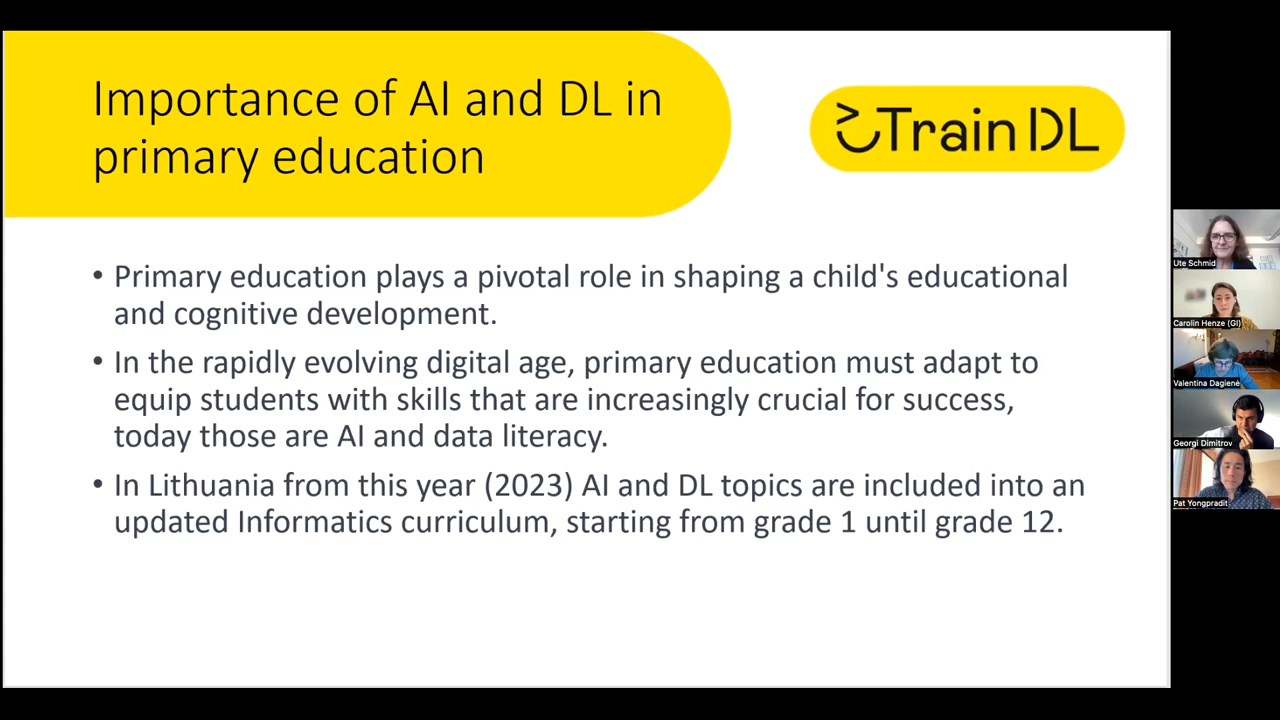 Importance of AI and DL in
primary education
Train DL
• Primary education plays a pivotal role in shaping a child's educational
and cognitive development.
• In the rapidly evolving digital age, primary education must adapt to
equip students with skills that are increasingly crucial for success,
today those are AI and data literacy.
• In Lithuania from this year (2023) AI and DL topics are included into an
updated Informatics curriculum, starting from grade 1 until grade 12.
Ute Schmid
Carolin Henze (GI)
Valentina Dagienė
Georgi Dimitrov
Pat Yongpradit